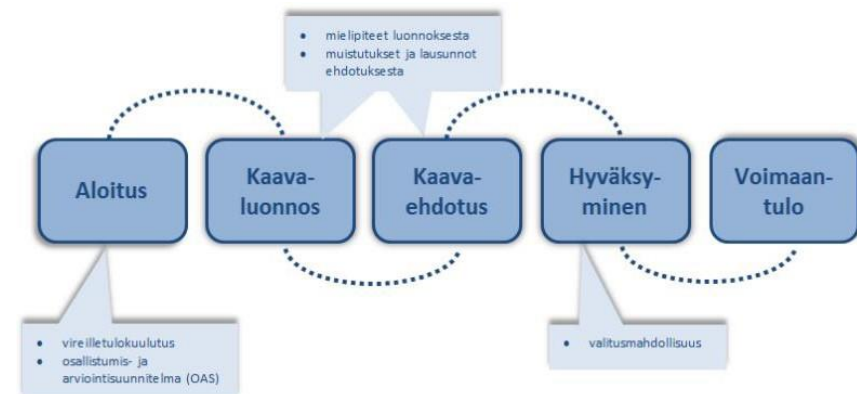 • mielipiteet luonnoksesta
• muistutukset ja lausunnot
ehdotuksesta
Aloitus
Kaava-
luonnos
Kaava-
ehdotus
Hyväksy-
minen
Voimaan-
tulo
• vireilletulokuulutus
• osallistumis- ja
arviointisuunnitelma (OAS)
• valitusmahdollisuus